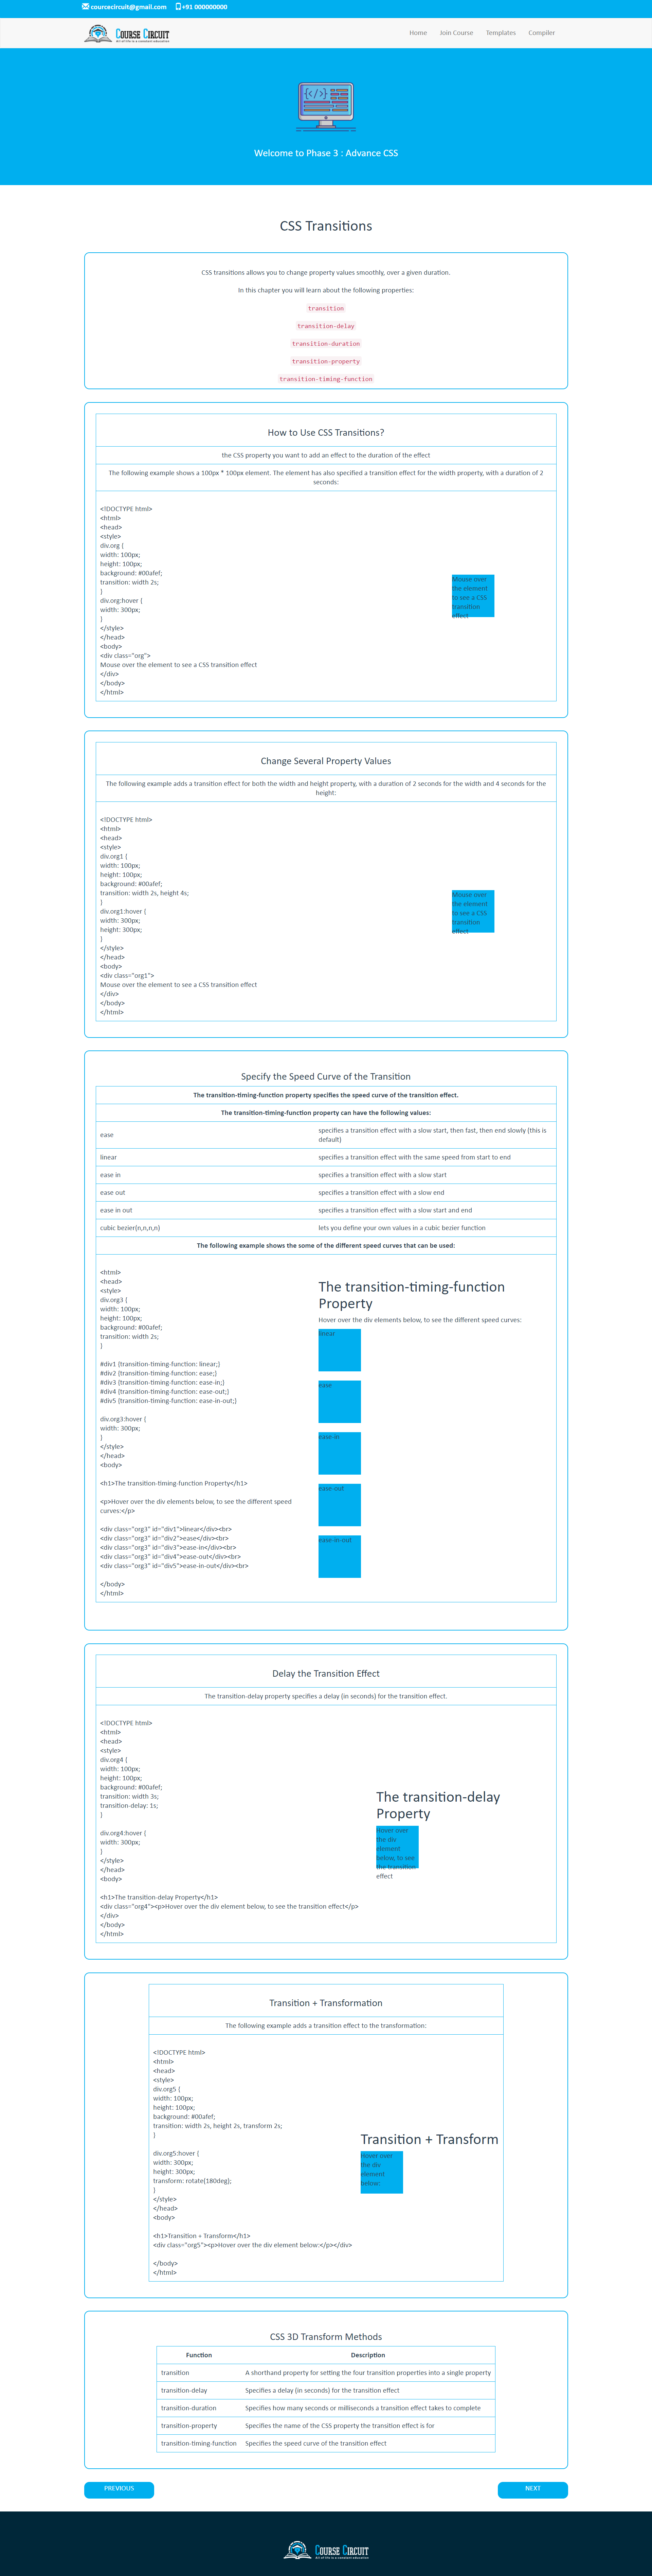 courcecircuit@gmail.com +91 000000000
COURSE CIRCUIT
Home Join Course Templates Compiler
Welcome to Phase 3 : Advance CSS
CSS Transitions
CSS transitions allows you to change property values smoothly, over a given duration.
In this chapter you will learn about the following properties:
transition
transition-delay
transition-duration
transition-property
transition-timing-function
How to Use CSS Transitions?
the CSS property you want to add an effect to the duration of the effect
The following example shows a 100px * 100px element. The element has also specified a transition effect for the width property, with a duration of 2
seconds:
<!DOCTYPE html>
<html>
<head>
<style>
div.org {
width: 100px;
height: 100px;
background: #00afef;
transition: width 2s;
}
div.org:hover {
width: 300px;
}
</style>
</head>
<body>
<div class="org">
Mouse over the element to see a CSS transition effect
</div>
</body>
</html>
Mouse over
the element
to see a CSS
transition
effect
Change Several Property Values
The following example adds a transition effect for both the width and height property, with a duration of 2 seconds for the width and 4 seconds for the
height:
<!DOCTYPE html>
<html>
<head>
<style>
div.org1 {
width: 100px;
height: 100px;
background: #00afef;
transition: width 2s, height 4s;
}
div.org1:hover {
width: 300px;
height: 300px;
}
</style>
</head>
<body>
<div class="org1">
Mouse over the element to see a CSS transition effect
</div>
</body>
</html>
Mouse over
the element
to see a CSS
transition
effect
Specify the Speed Curve of the Transition
The transition-timing-function property specifies the speed curve of the transition effect.
The transition-timing-function property can have the following values:
ease specifies a transition effect with a slow start, then fast, then end slowly (this is
default)
linear specifies a transition effect with the same speed from start to end
ease in specifies a transition effect with a slow start
ease out specifies a transition effect with a slow end
ease in out specifies a transition effect with a slow start and end
cubic bezier(n,n,n,n) lets you define your own values in a cubic bezier function
The following example shows the some of the different speed curves that can be used:
<html>
<head>
<style>
div.org3 {
width: 100px;
height: 100px;
background: #00afef;
transition: width 2s;
}
#div1 {transition-timing-function: linear;}
#div2 {transition-timing-function: ease;}
#div3 {transition-timing-function: ease-in;}
#div4 {transition-timing-function: ease-out;}
#div5 {transition-timing-function: ease-in-out;}
div.org3:hover {
width: 300px;
}
</style>
</head>
<body>
<h1>The transition-timing-function Property</h1>
<p>Hover over the div elements below, to see the different speed
curves:</p>
<div class="org3" id="div1">linear</div><br>
<div class="org3" id="div2">ease</div><br>
<div class="org3" id="div3">ease-in</div><br>
<div class="org3" id="div4">ease-out</div><br>
<div class="org3" id="div5">ease-in-out</div><br>
</body>
</html>
The transition-timing-function
Property
Hover over the div elements below, to see the different speed curves:
linear
ease
ease-in
ease-out
ease-in-out
Delay the Transition Effect
The transition-delay property specifies a delay (in seconds) for the transition effect.
<!DOCTYPE html>
<html>
<head>
<style>
div.org4 {
width: 100px;
height: 100px;
background: #00afef;
transition: width 3s;
transition-delay: 1s;
}
div.org4:hover {
width: 300px;
}
</style>
</head>
<body>
<h1>The transition-delay Property</h1>
<div class="org4"><p>Hover over the div element below, to see the transition effect</p>
</div>
</body>
</html>
The transition-delay
Property
Hover over
the div
element
below, to see
the transition
effect
Transition + Transformation
The following example adds a transition effect to the transformation:
<!DOCTYPE html>
<html>
<head>
<style>
div.org5 {
width: 100px;
height: 100px;
background: #00afef;
transition: width 2s, height 2s, transform 2s;
}
div.org5:hover {
width: 300px;
height: 300px;
transform: rotate(180deg);
}
</style>
</head>
<body>
<h1>Transition + Transform</h1>
<div class="org5"><p>Hover over the div element below:</p></div>
</body>
</html>
Transition + Transform
Hover over
the div
element
below:
CSS 3D Transform Methods
Function Description
transition A shorthand property for setting the four transition properties into a single property
transition-delay Specifies a delay (in seconds) for the transition effect
transition-duration Specifies how many seconds or milliseconds a transition effect takes to complete
transition-property Specifies the name of the CSS property the transition effect is for
transition-timing-function Specifies the speed curve of the transition effect
PREVIOUS NEXT
COURSE CIRCUIT